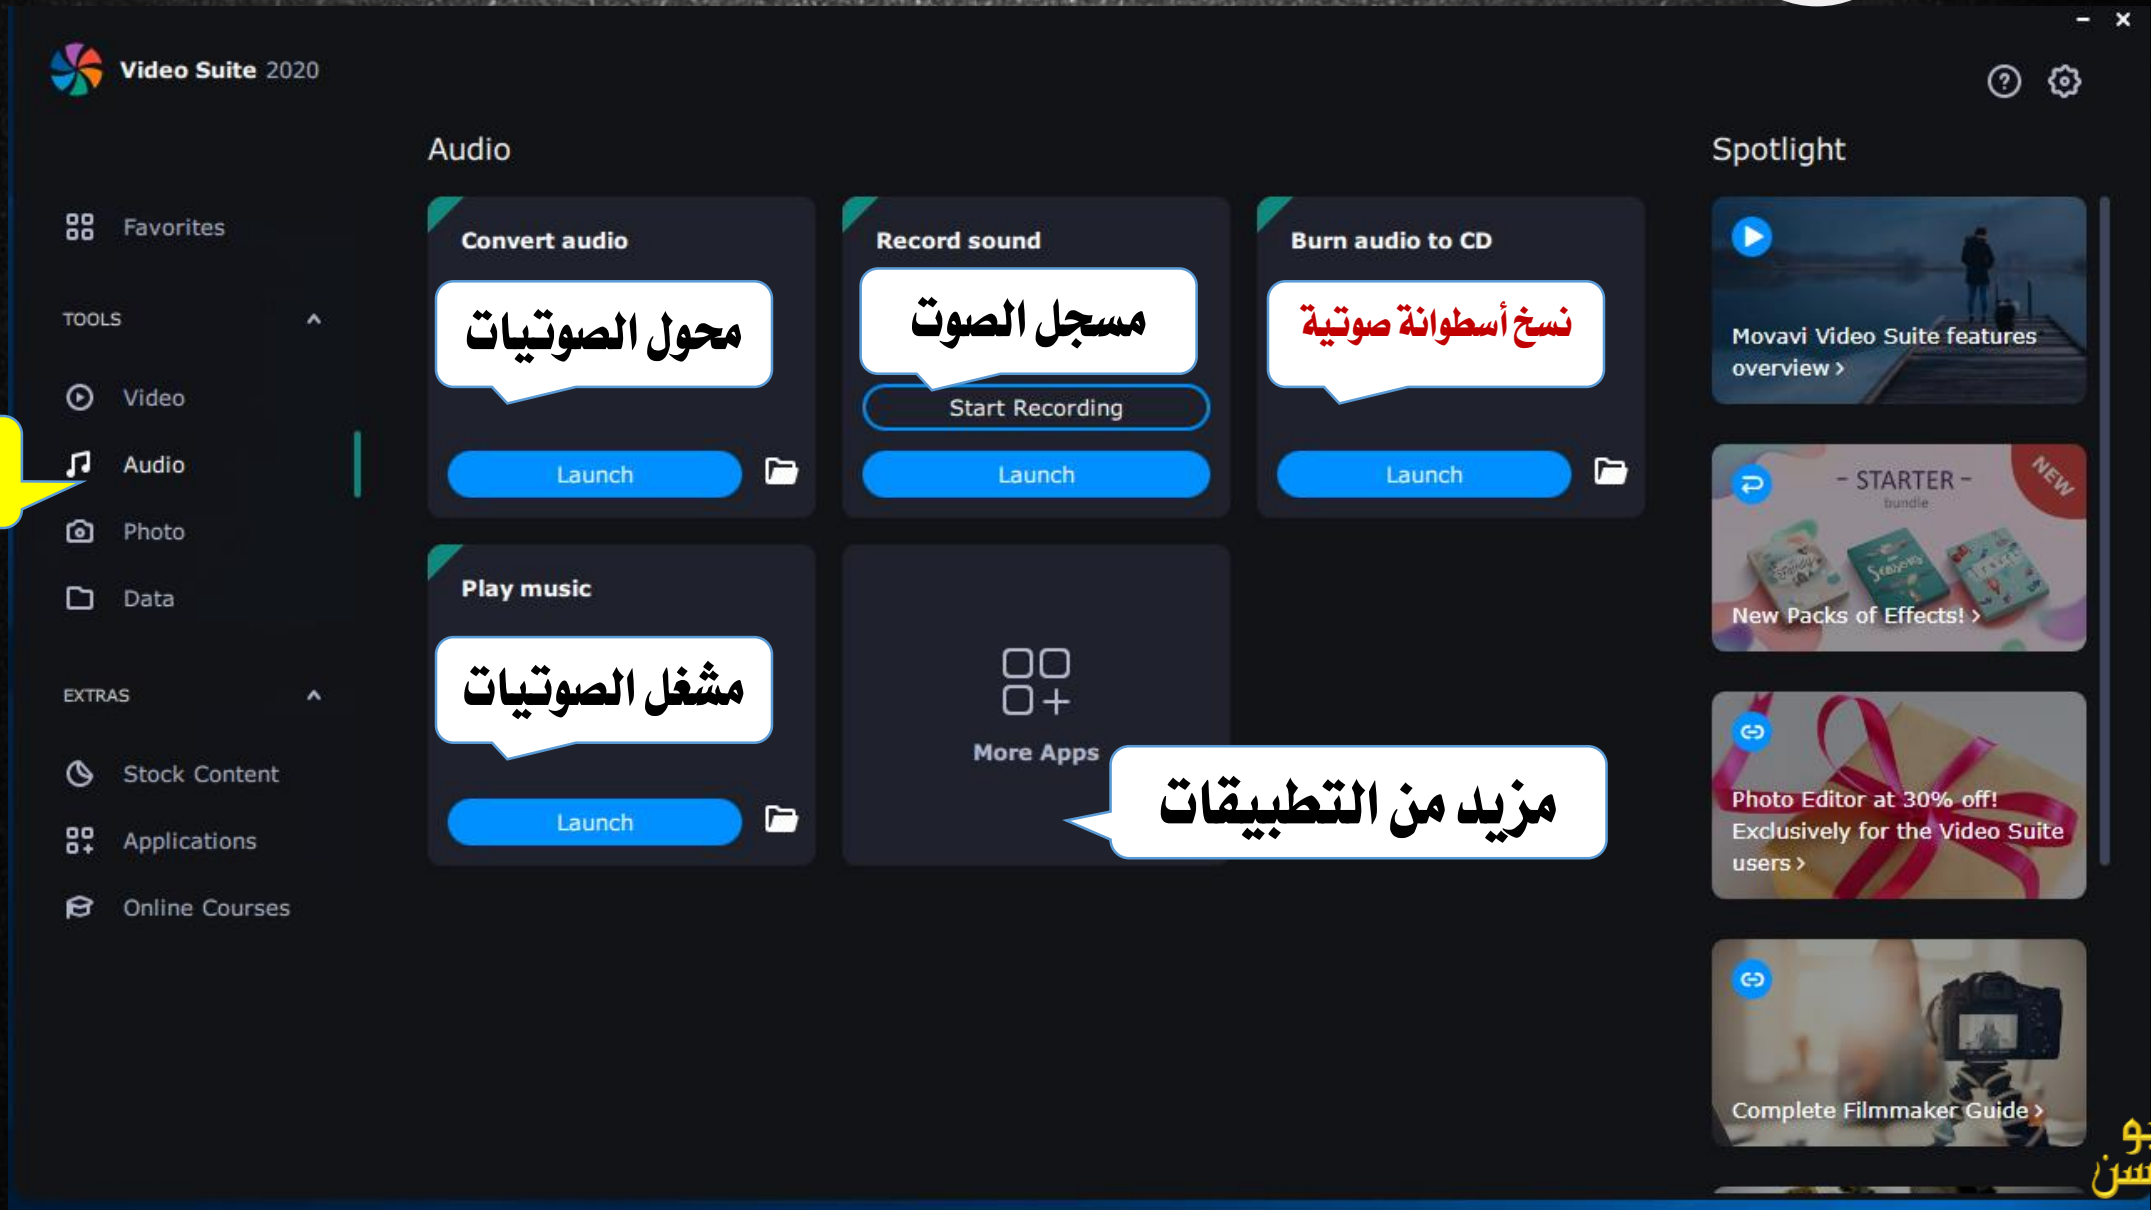 Video Suite 2020
Audio
Spotlight
Favorites
TOOLS
Video
Audio
Photo
Data
EXTRAS
Stock Content
Applications
Online Courses
Convert audio
محول الصوتيات
Launch
Record sound
مسجل الصوت
Start Recording
Launch
Burn audio to CD
نسخ أسطوانة صوتية
Launch
Play music
مشغل الصوتيات
Launch
More Apps
مزيد من التطبيقات
Movavi Video Suite features
overview >
- STARTER -
bundle
NEW
Seasons
Travel
New Packs of Effects! >
Photo Editor at 30% off!
Exclusively for the Video Suite
users >
Complete Filmmaker Guide >